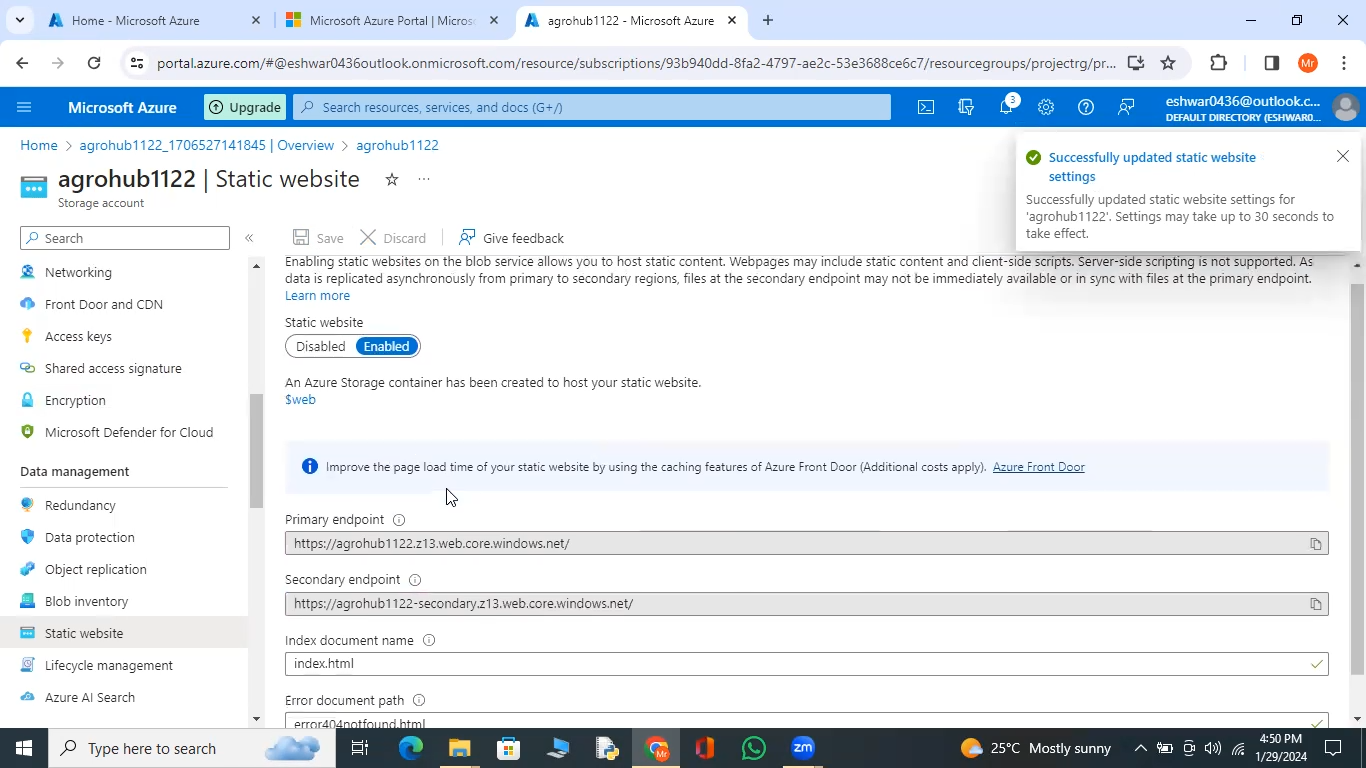 Home - Microsoft Azure
Microsoft Azure Portal | Micros
agrohub1122 - Microsoft Azure
portal.azure.com/#@eshwar0436outlook.onmicrosoft.com/resource/subscriptions/93b940dd-8fa2-4797-ae2c-53e3688ce6c7/resourcegroups/projectrg/pr...
Mr
Microsoft Azure
Upgrade
Search resources, services, and docs (G+/)
3
eshwar0436@outlook.c...
DEFAULT DIRECTORY (ESHWAR0...
Home > agrohub1122_1706527141845 | Overview > agrohub1122
Successfully updated static website
settings
Successfully updated static website settings for
'agrohub1122'. Settings may take up to 30 seconds to
take effect.
agrohub1122 | Static website
Storage account
Search
Save
Discard
Give feedback
Networking
Front Door and CDN
Access keys
Shared access signature
Encryption
Microsoft Defender for Cloud
Data management
Redundancy
Data protection
Object replication
Blob inventory
Static website
Lifecycle management
Azure AI Search
Enabling static websites on the blob service allows you to host static content. Webpages may include static content and client-side scripts. Server-side scripting is not supported. As
data is replicated asynchronously from primary to secondary regions, files at the secondary endpoint may not be immediately available or in sync with files at the primary endpoint.
Learn more
Static website
Disabled Enabled
An Azure Storage container has been created to host your static website.
$web
Improve the page load time of your static website by using the caching features of Azure Front Door (Additional costs apply). Azure Front Door
Primary endpoint
https://agrohub1122.z13.web.core.windows.net/
Secondary endpoint
https://agrohub1122-secondary.z13.web.core.windows.net/
Index document name
index.html
Error document path
error404notfound.html
Type here to search
Mr
zm
25°C Mostly sunny
4:50 PM
1/29/2024